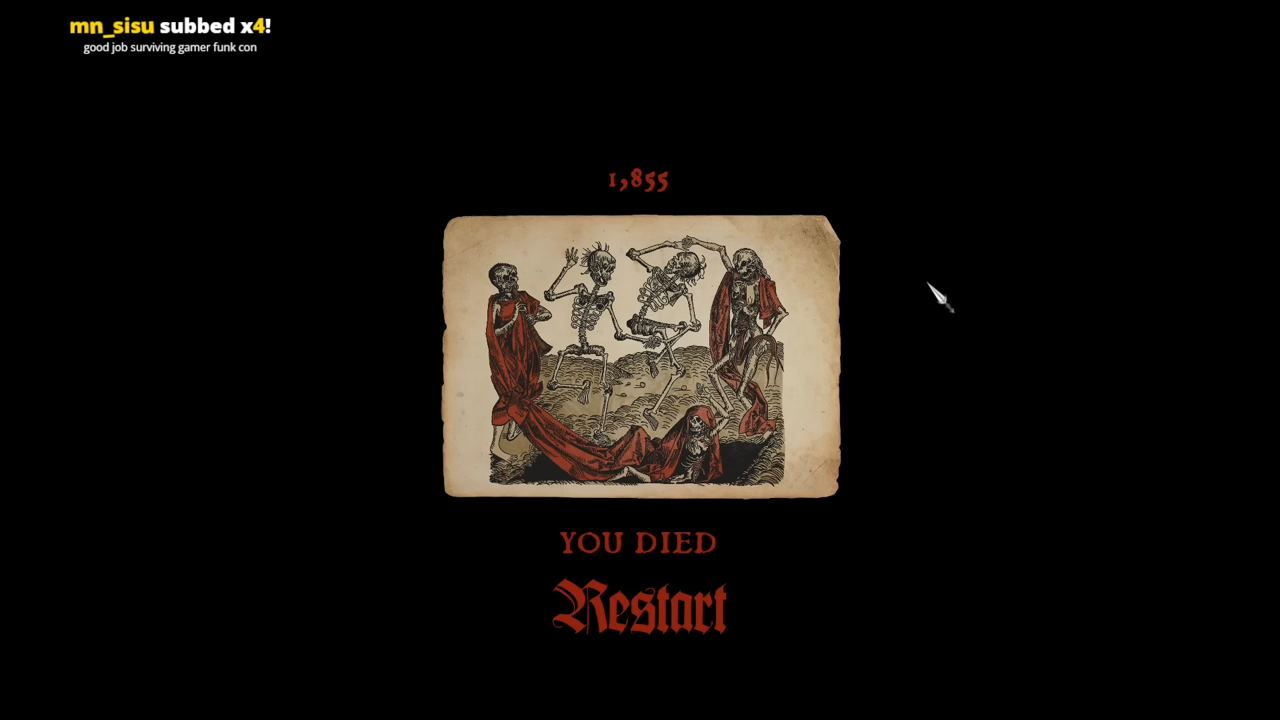 mn_sisu subbed x4!
good job surviving gamer funk con
1,855
YOU DIED
Restart